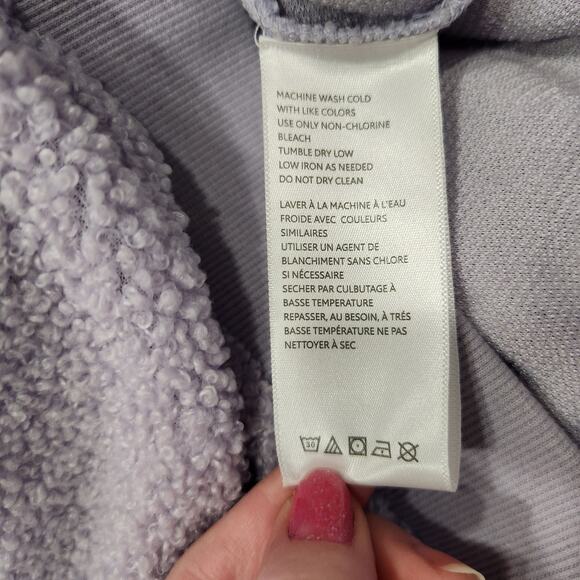 MACHINE WASH COLD
WITH LIKE COLORS
USE ONLY NON-CHLORINE
BLEACH
TUMBLE DRY LOW
LOW IRON AS NEEDED
DO NOT DRY CLEAN
LAVER À LA MACHINE À L'EAU
FROIDE AVEC COULEURS
SIMILAIRES
UTILISER UN AGENT DE
BLANCHIMENT SANS CHLORE
SI NÉCESSAIRE
SECHER PAR CULBUTAGE À
BASSE TEMPERATURE
REPASSER, AU BESOIN, À TRÉS
BASSE TEMPÉRATURE NE PAS
NETTOYER À SEC
30